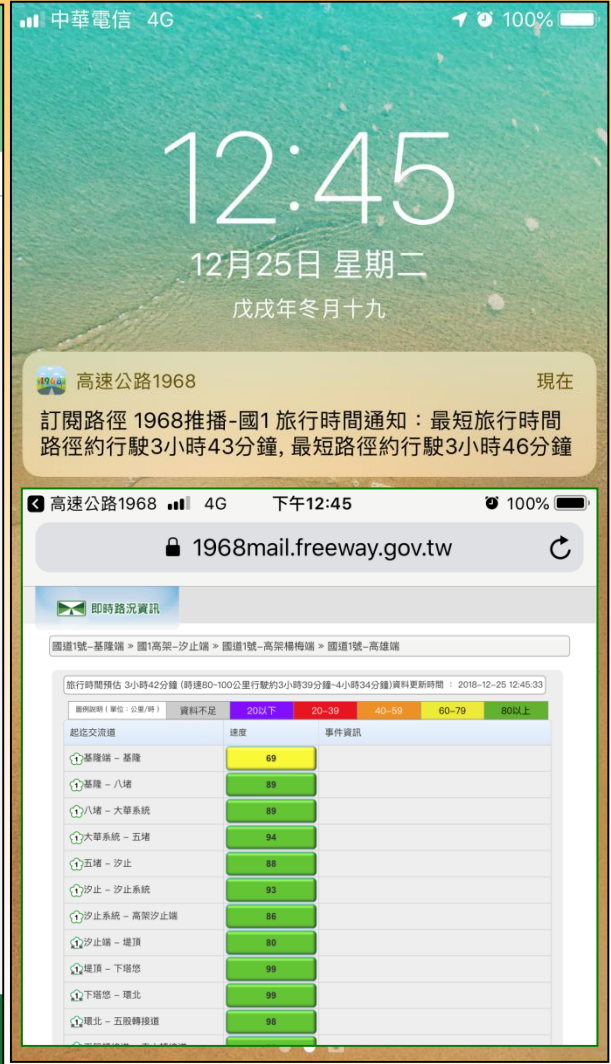 中華電信 4G 100%
12:45
12月25日 星期二
戊戌年冬月十九
高速公路1968 現在
訂閱路徑 1968推播-國1 旅行時間通知：最短旅行時間
路徑約行駛3小時43分鐘, 最短路徑約行駛3小時46分鐘
高速公路1968 4G 下午12:45 100%
1968mail.freeway.gov.tw
即時路況資訊
國道1號–基隆端 » 國1高架–汐止端 » 國道1號–高架楊梅端 » 國道1號–高雄端
旅行時間預估 3小時42分鐘 (時速80~100公里行駛約3小時39分鐘~4小時34分鐘)資料更新時間 ： 2018–12–25 12:45:33
圖例說明 ( 單位：公里/時 ) 資料不足 20以下 20–39 40–59 60–79 80以上
起迄交流道 速度 事件資訊
1 基隆端 – 基隆 69
1 基隆 – 八堵 89
1 八堵 – 大華系統 89
1 大華系統 – 五堵 94
1 五堵 – 汐止 88
1 汐止 – 汐止系統 93
1 汐止系統 – 高架汐止端 86
1 汐止端 – 堤頂 80
1 堤頂 – 下塔悠 99
1 下塔悠 – 環北 99
1 環北 – 五股轉接道 98